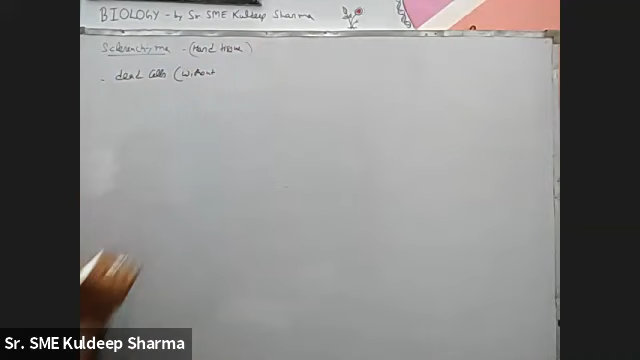 BIOLOGY - by Sr. SME Kuldeep Sharma
Sclerenchyma - (Hard tissue)
- dead cells (without
Sr. SME Kuldeep Sharma